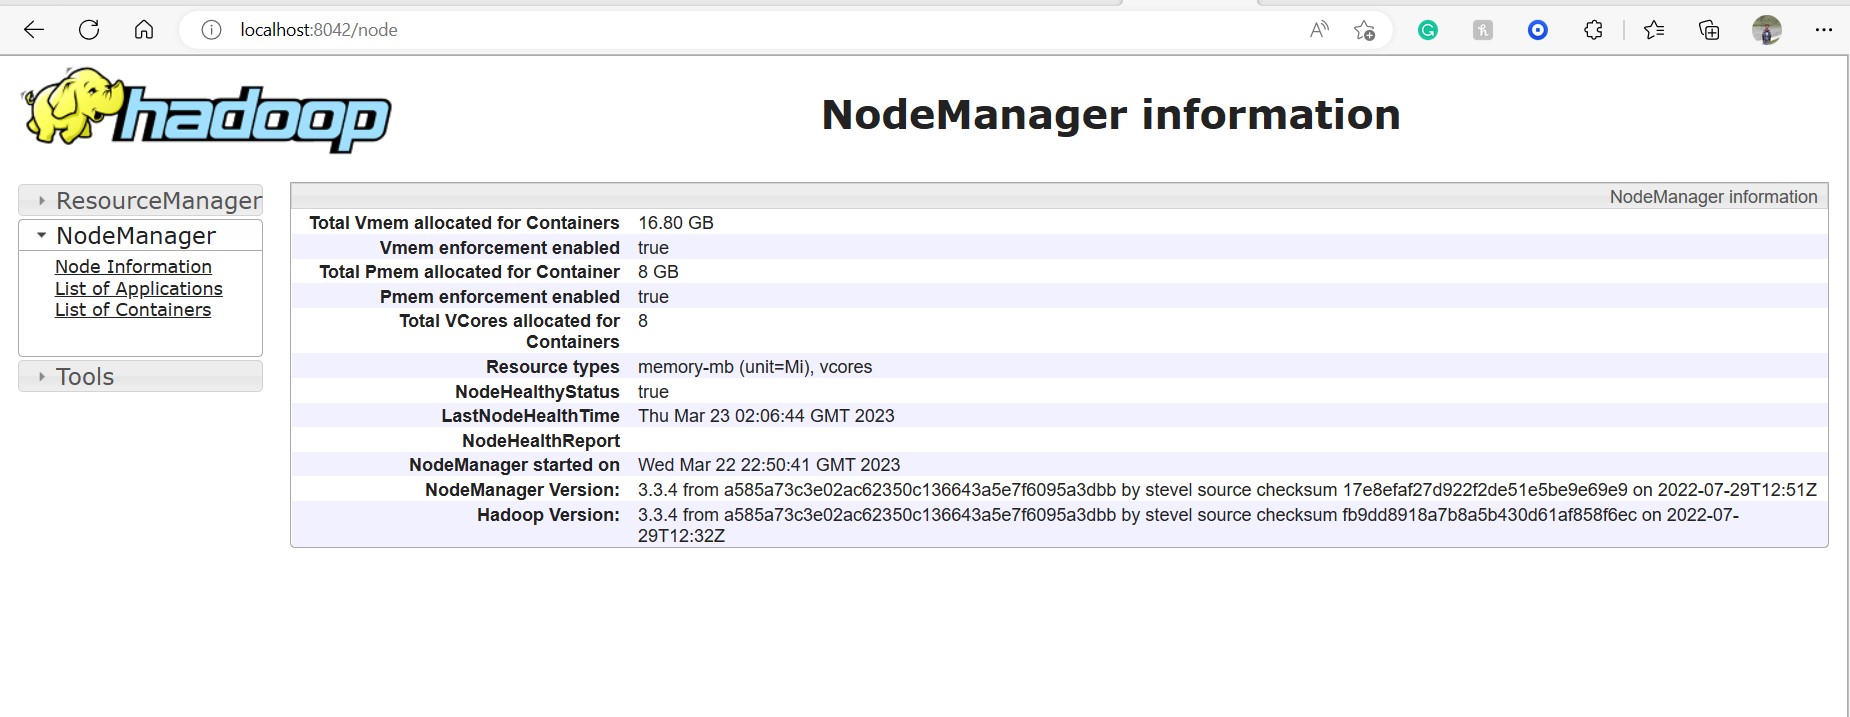 localhost:8042/node
hadoop
NodeManager information
ResourceManager
NodeManager
Node Information
List of Applications
List of Containers
Tools
NodeManager information
Total Vmem allocated for Containers 16.80 GB
Vmem enforcement enabled true
Total Pmem allocated for Container 8 GB
Pmem enforcement enabled true
Total VCores allocated for 8
Containers
Resource types memory-mb (unit=Mi), vcores
NodeHealthyStatus true
LastNodeHealthTime Thu Mar 23 02:06:44 GMT 2023
NodeHealthReport
NodeManager started on Wed Mar 22 22:50:41 GMT 2023
NodeManager Version: 3.3.4 from a585a73c3e02ac62350c136643a5e7f6095a3dbb by stevel source checksum 17e8efaf27d922f2de51e5be9e69e9 on 2022-07-29T12:51Z
Hadoop Version: 3.3.4 from a585a73c3e02ac62350c136643a5e7f6095a3dbb by stevel source checksum fb9dd8918a7b8a5b430d61af858f6ec on 2022-07-
29T12:32Z